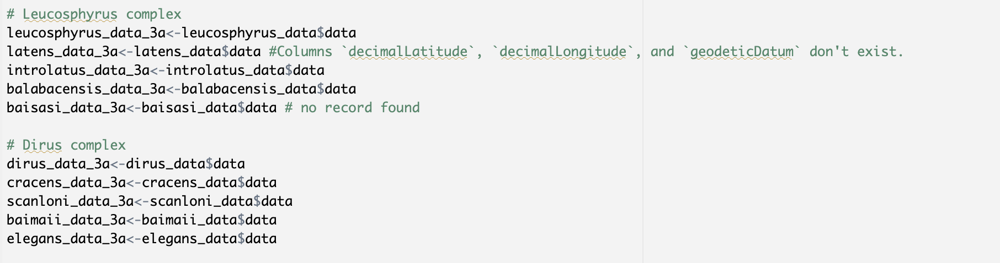 # Leucosphyrus complex
leucosphyrus_data_3a<-leucosphyrus_data$data
latens_data_3a<-latens_data$data #Columns `decimalLatitude`, `decimalLongitude`, and `geodeticDatum` don't exist.
introlatus_data_3a<-introlatus_data$data
balabacensis_data_3a<-balabacensis_data$data
baisasi_data_3a<-baisasi_data$data # no record found

# Dirus complex
dirus_data_3a<-dirus_data$data
cracens_data_3a<-cracens_data$data
scanloni_data_3a<-scanloni_data$data
baimaii_data_3a<-baimaii_data$data
elegans_data_3a<-elegans_data$data